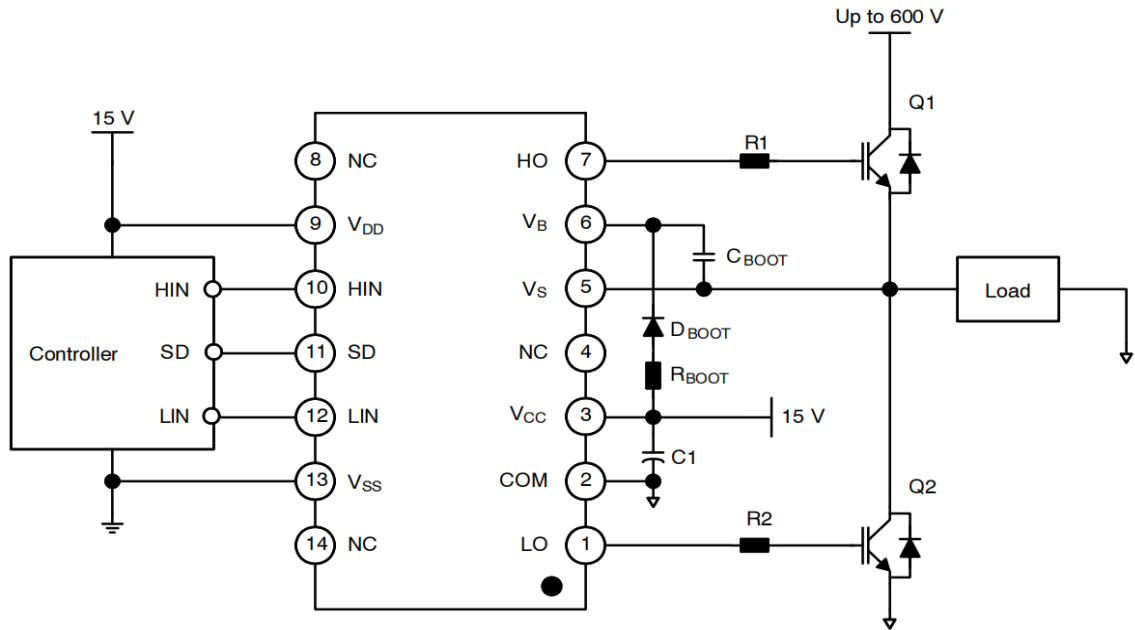 Up to 600 V
15 V
Q1
R1
8 NC
HO 7
9 VDD
VB 6
CBOOT
HIN
10 HIN
VS 5
Load
Controller
SD
11 SD
NC 4
DBOOT
RBOOT
LIN
12 LIN
VCC 3
15 V
C1
13 VSS
COM 2
Q2
R2
14 NC
LO 1